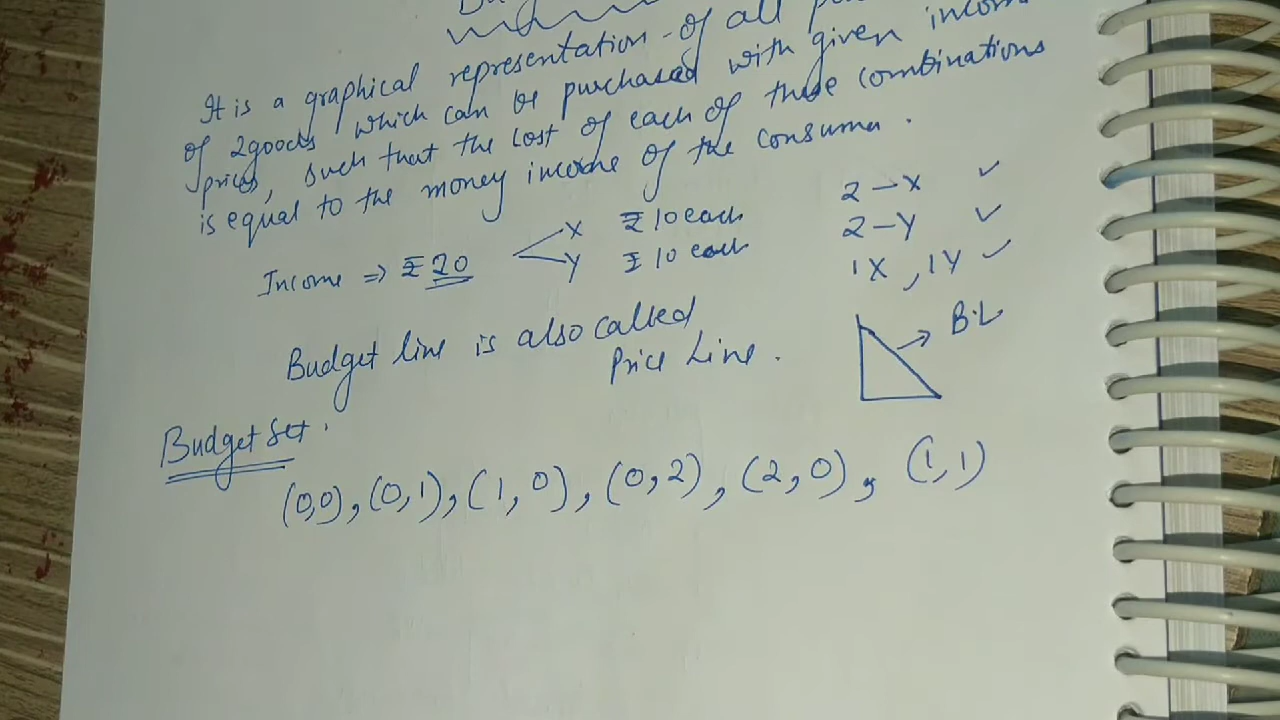 It is a graphical representation of all
of 2goods which can be purchased with given income
prices, such that the cost of each of these combinations
is equal to the money income of the consumer.
Income ⇒ ₹20
X ₹10 each
Y ₹10 each
2-X ✓
2-Y ✓
1X, 1Y ✓
Budget line is also called
Price Line.
B.L
Budget Set.
(0,0), (0,1), (1,0), (0,2), (2,0), (1,1)